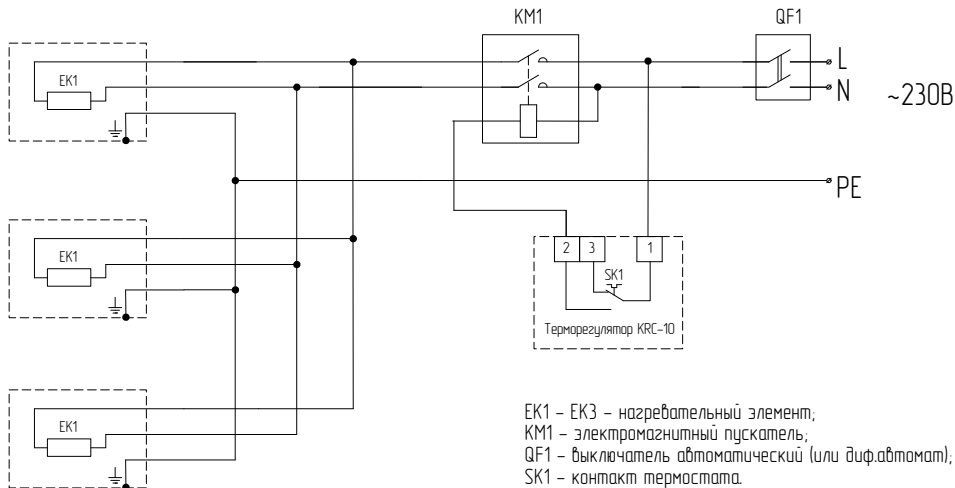 KM1
QF1
EK1
L
N
~230В
PE
EK1
2 3 1
SK1
Терморегулятор KRC-10
EK1
EK1 - EK3 - нагревательный элемент;
KM1 - электромагнитный пускатель;
QF1 - выключатель автоматический (или диф.автомат);
SK1 - контакт термостата.